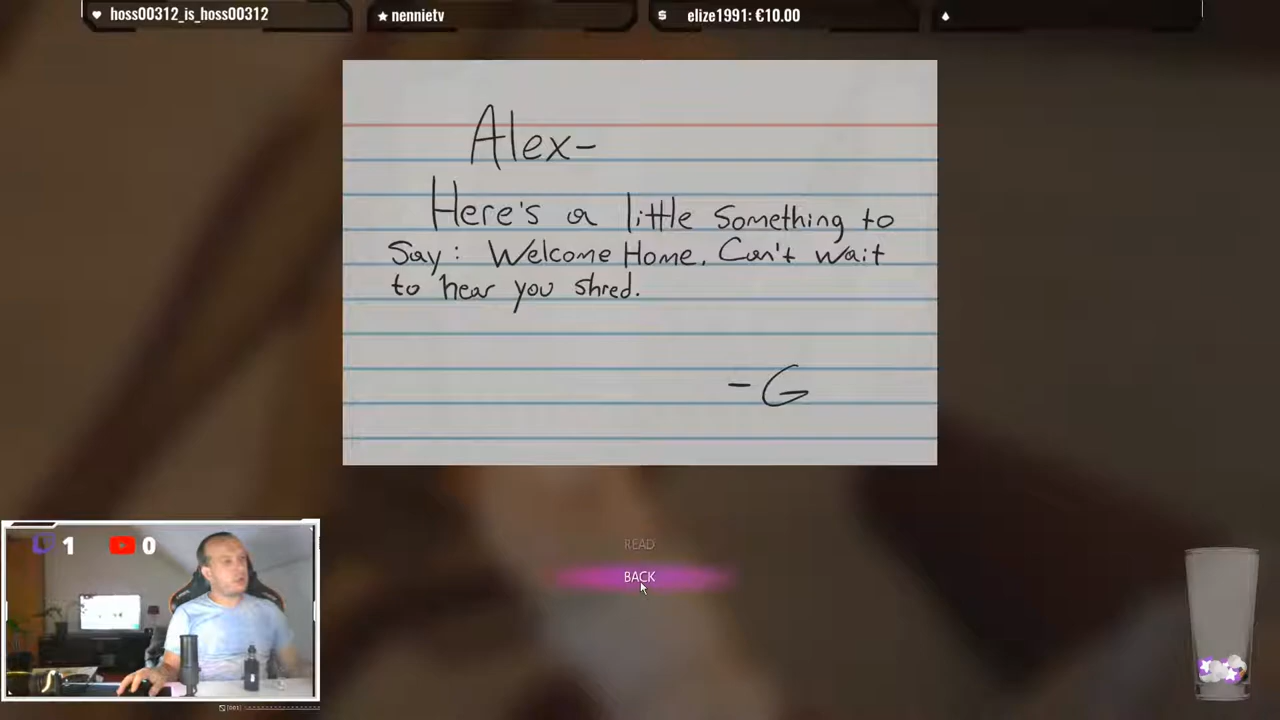 hoss00312_is_hoss00312
nennietv
elize1991: €10.00
Alex-
Here's a little something to
Say: Welcome Home. Can't wait
to hear you shred.
-G
1
0
READ
BACK